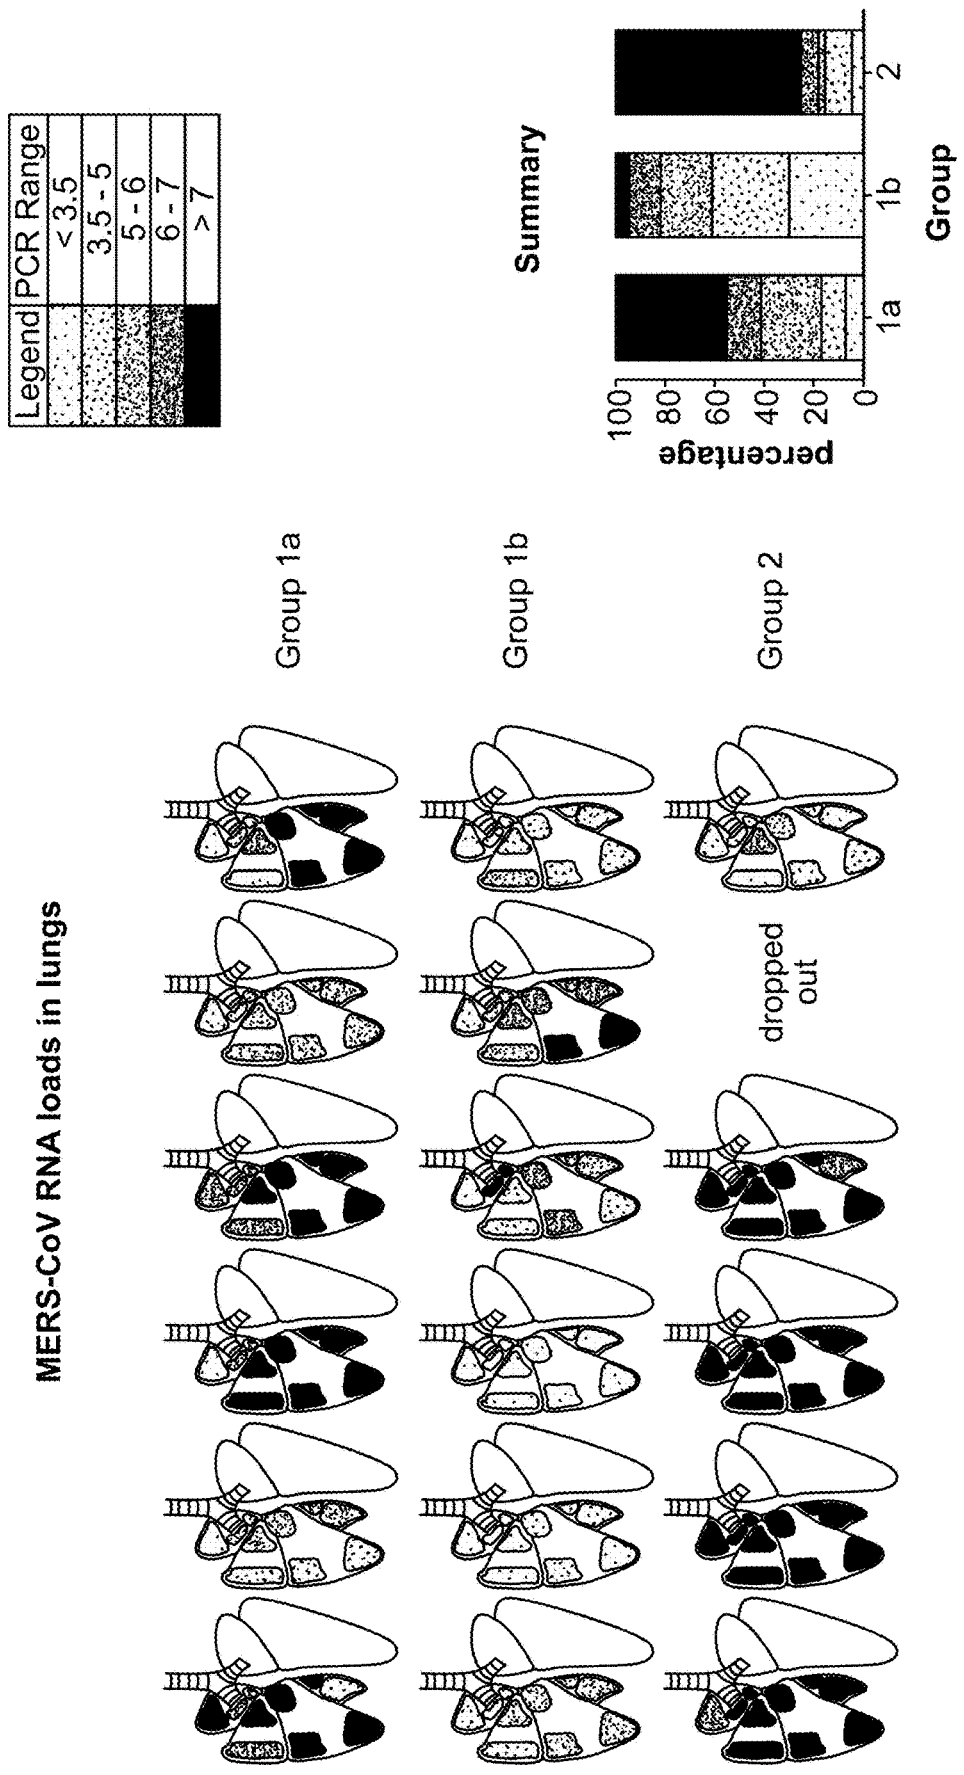 MERS-CoV RNA loads in lungs
Legend PCR Range
< 3.5
3.5 - 5
5 - 6
6 - 7
> 7
Group 1a
Group 1b
dropped
out
Group 2
Summary
percentage
100
80
60
40
20
0
1a
1b
2
Group